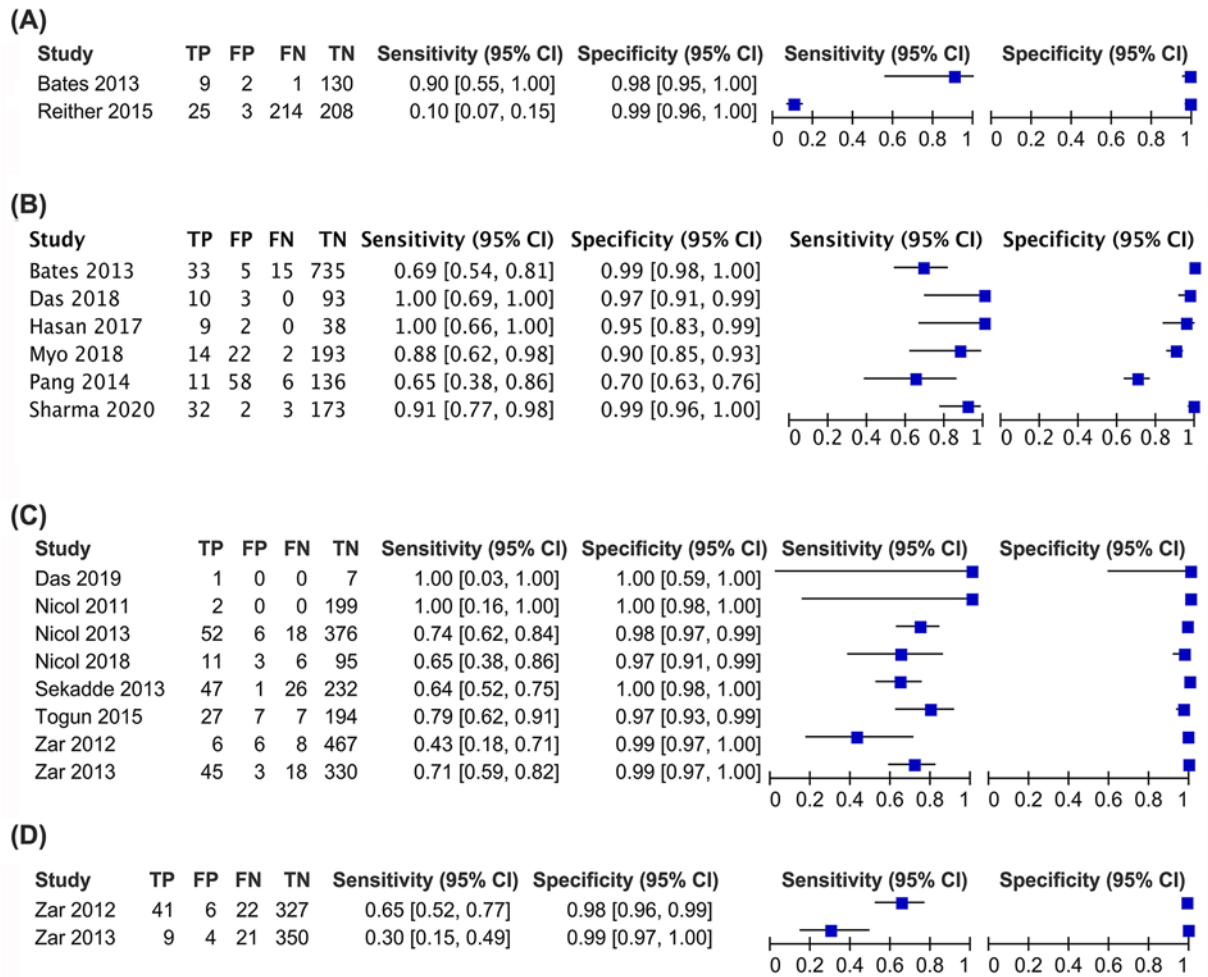 (A)
Study TP FP FN TN Sensitivity (95% CI) Specificity (95% CI) Sensitivity (95% CI) Specificity (95% CI)
Bates 2013 9 2 1 130 0.90 [0.55, 1.00] 0.98 [0.95, 1.00]
Reither 2015 25 3 214 208 0.10 [0.07, 0.15] 0.99 [0.96, 1.00]
0 0.2 0.4 0.6 0.8 1 0 0.2 0.4 0.6 0.8 1
(B)
Study TP FP FN TN Sensitivity (95% CI) Specificity (95% CI) Sensitivity (95% CI) Specificity (95% CI)
Bates 2013 33 5 15 735 0.69 [0.54, 0.81] 0.99 [0.98, 1.00]
Das 2018 10 3 0 93 1.00 [0.69, 1.00] 0.97 [0.91, 0.99]
Hasan 2017 9 2 0 38 1.00 [0.66, 1.00] 0.95 [0.83, 0.99]
Myo 2018 14 22 2 193 0.88 [0.62, 0.98] 0.90 [0.85, 0.93]
Pang 2014 11 58 6 136 0.65 [0.38, 0.86] 0.70 [0.63, 0.76]
Sharma 2020 32 2 3 173 0.91 [0.77, 0.98] 0.99 [0.96, 1.00]
0 0.2 0.4 0.6 0.8 1 0 0.2 0.4 0.6 0.8 1
(C)
Study TP FP FN TN Sensitivity (95% CI) Specificity (95% CI) Sensitivity (95% CI) Specificity (95% CI)
Das 2019 1 0 0 7 1.00 [0.03, 1.00] 1.00 [0.59, 1.00]
Nicol 2011 2 0 0 199 1.00 [0.16, 1.00] 1.00 [0.98, 1.00]
Nicol 2013 52 6 18 376 0.74 [0.62, 0.84] 0.98 [0.97, 0.99]
Nicol 2018 11 3 6 95 0.65 [0.38, 0.86] 0.97 [0.91, 0.99]
Sekadde 2013 47 1 26 232 0.64 [0.52, 0.75] 1.00 [0.98, 1.00]
Togun 2015 27 7 7 194 0.79 [0.62, 0.91] 0.97 [0.93, 0.99]
Zar 2012 6 6 8 467 0.43 [0.18, 0.71] 0.99 [0.97, 1.00]
Zar 2013 45 3 18 330 0.71 [0.59, 0.82] 0.99 [0.97, 1.00]
0 0.2 0.4 0.6 0.8 1 0 0.2 0.4 0.6 0.8 1
(D)
Study TP FP FN TN Sensitivity (95% CI) Specificity (95% CI) Sensitivity (95% CI) Specificity (95% CI)
Zar 2012 41 6 22 327 0.65 [0.52, 0.77] 0.98 [0.96, 0.99]
Zar 2013 9 4 21 350 0.30 [0.15, 0.49] 0.99 [0.97, 1.00]
0 0.2 0.4 0.6 0.8 1 0 0.2 0.4 0.6 0.8 1